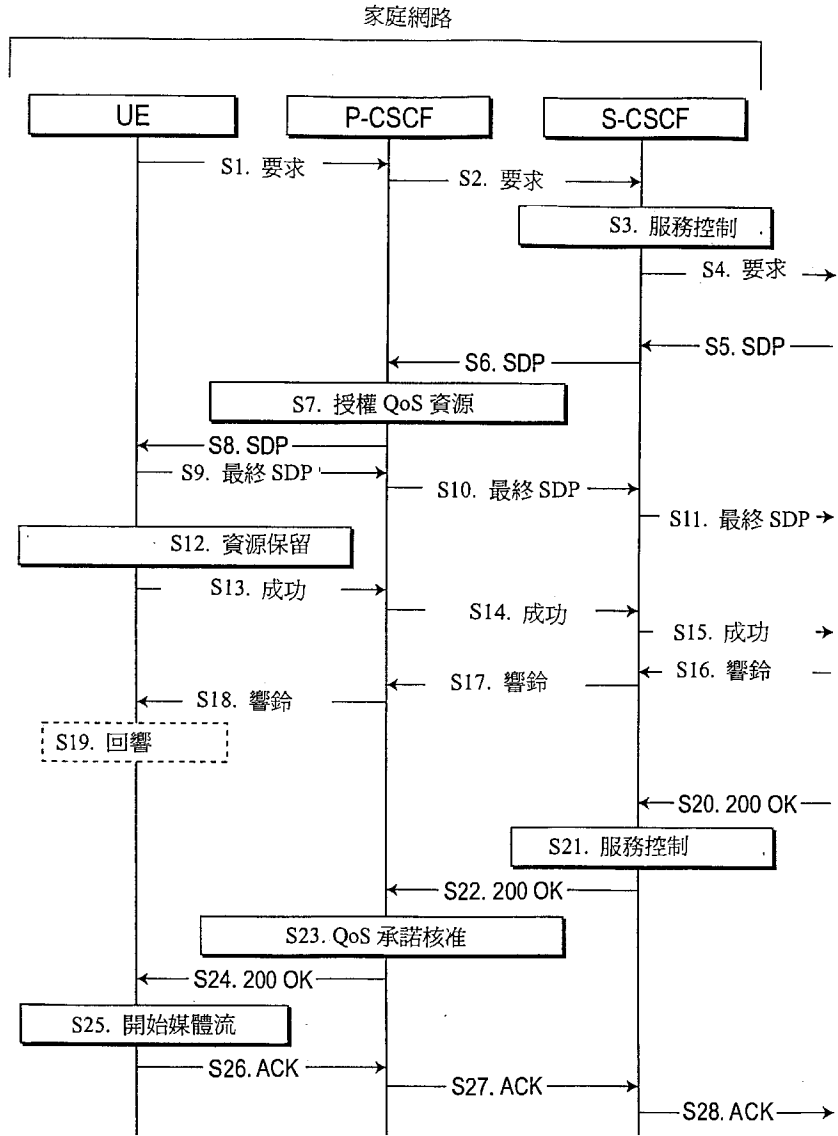 家庭網路
UE
P-CSCF
S-CSCF
S1. 要求
S2. 要求
S3. 服務控制
S4. 要求
S5. SDP
S6. SDP
S7. 授權 QoS 資源
S8. SDP
S9. 最終 SDP
S10. 最終 SDP
S11. 最終 SDP
S12. 資源保留
S13. 成功
S14. 成功
S15. 成功
S16. 響鈴
S17. 響鈴
S18. 響鈴
S19. 回響
S20. 200 OK
S21. 服務控制
S22. 200 OK
S23. QoS 承諾核准
S24. 200 OK
S25. 開始媒體流
S26. ACK
S27. ACK
S28. ACK